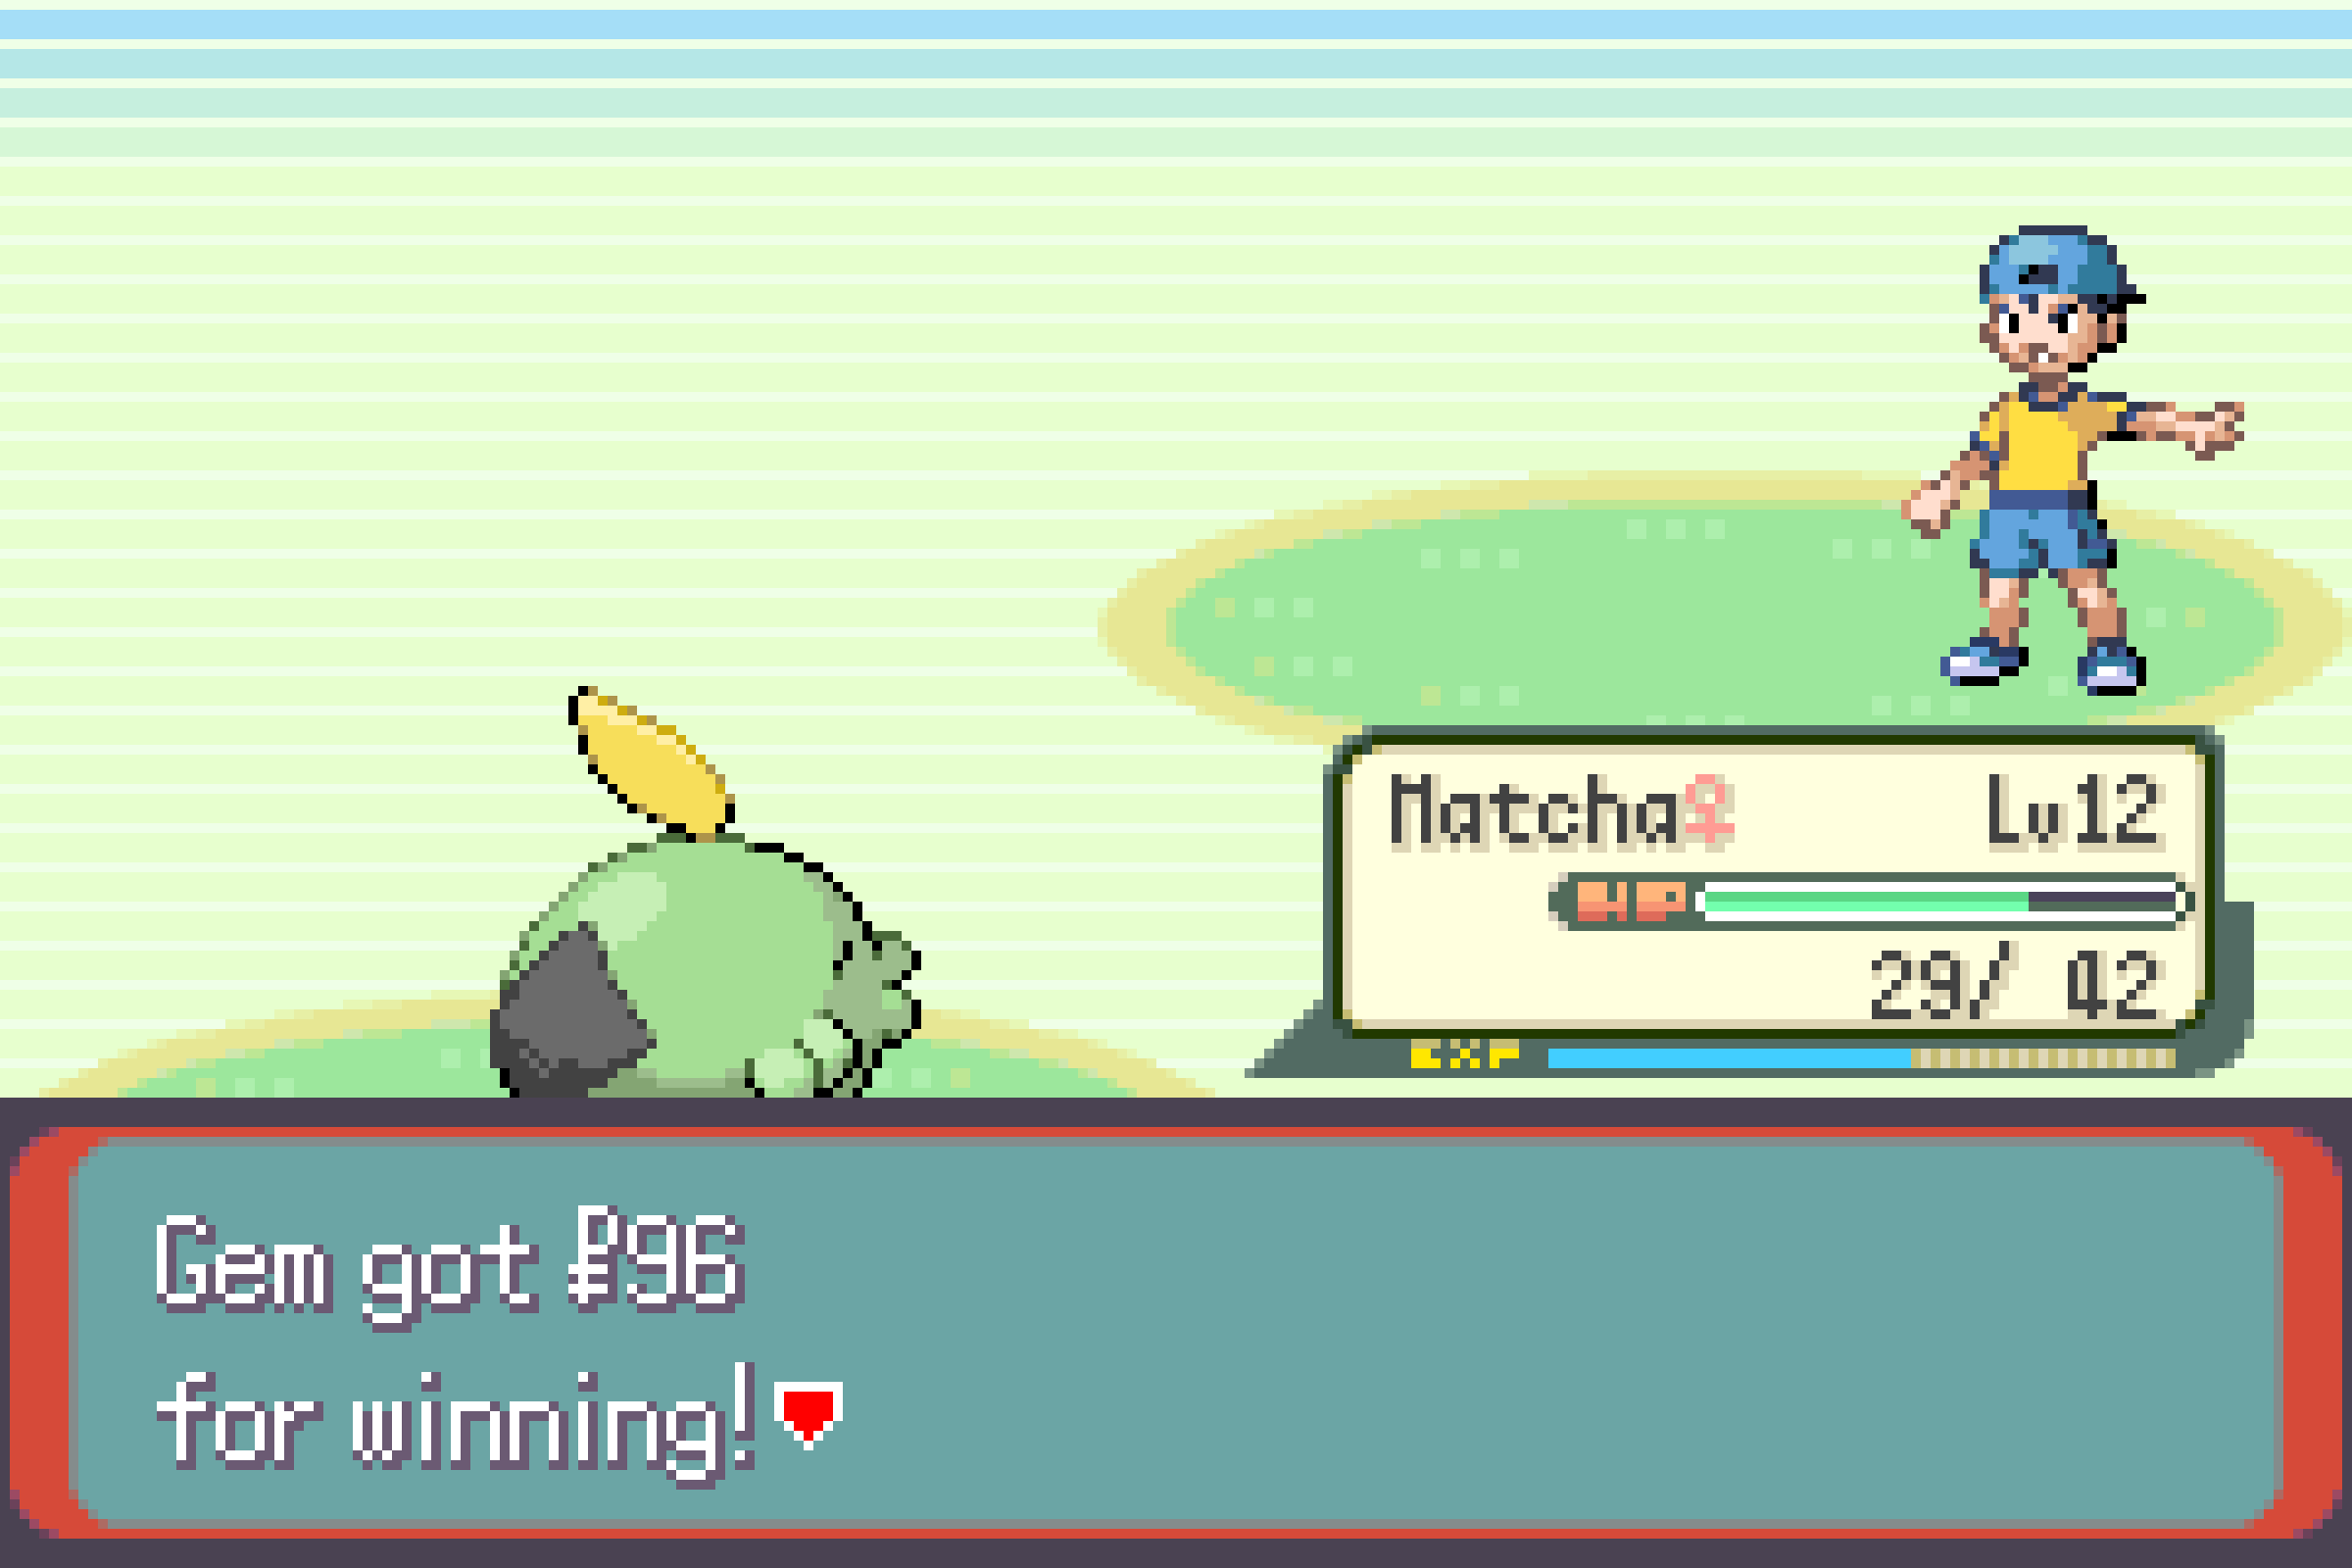 Matcha♀ Lv12
HP
29/ 42
EXP
Gem got ₽96
for winning!